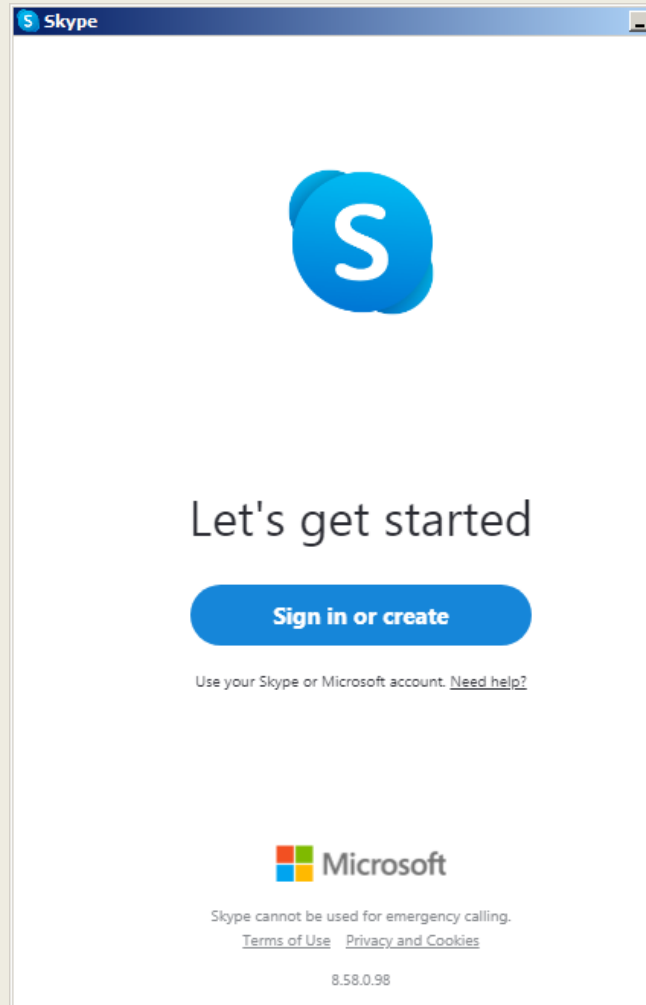 S Skype
S
Let's get started
Sign in or create
Use your Skype or Microsoft account. Need help?
Microsoft
Skype cannot be used for emergency calling.
Terms of Use Privacy and Cookies
8.58.0.98